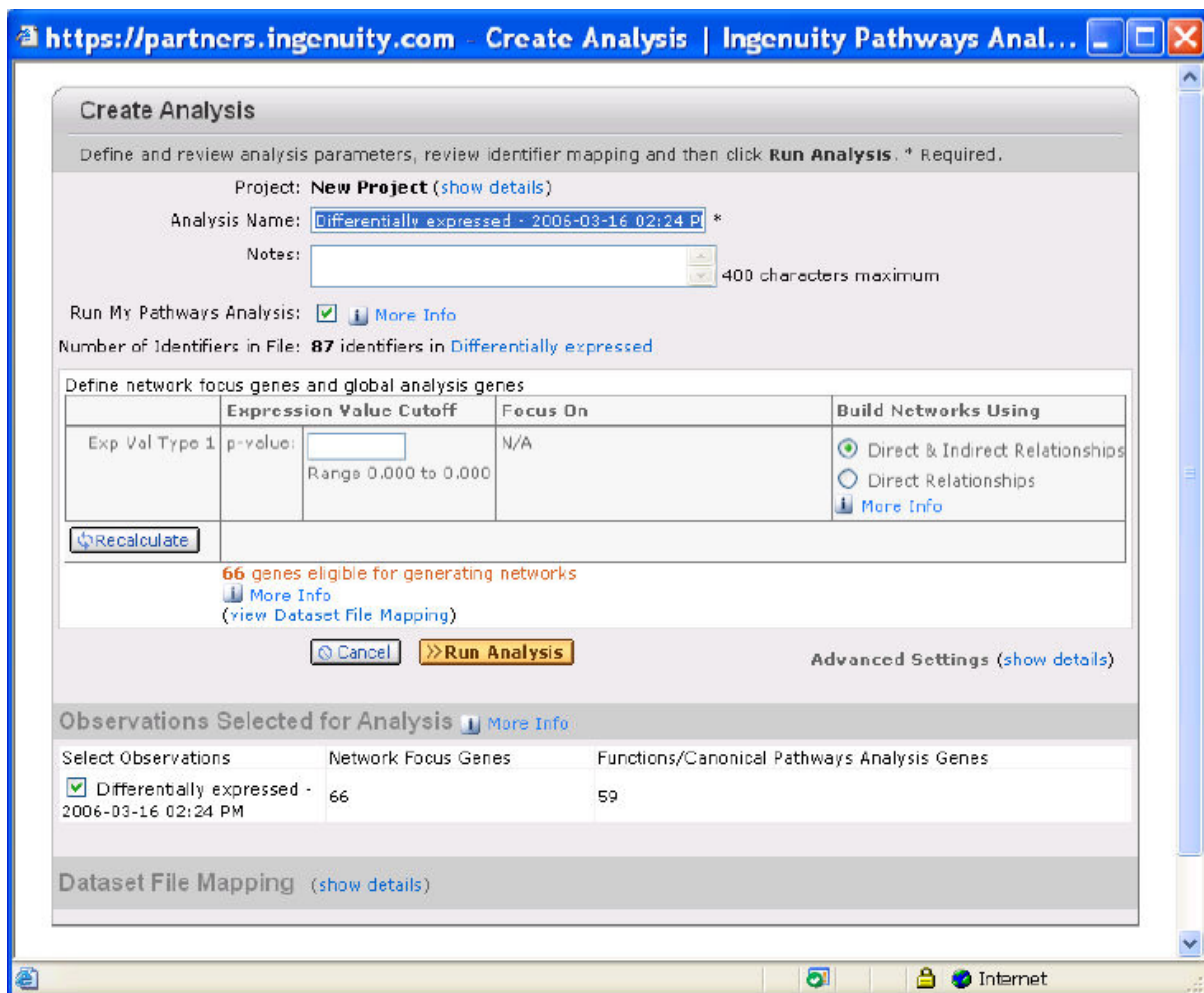 https://partners.ingenuity.com - Create Analysis | Ingenuity Pathways Anal...
Create Analysis
Define and review analysis parameters, review identifier mapping and then click Run Analysis. * Required.
Project: New Project (show details)
Analysis Name: Differentially expressed - 2006-03-16 02:24 P *
Notes:
400 characters maximum
Run My Pathways Analysis: More Info
Number of Identifiers in File: 87 identifiers in Differentially expressed
Define network focus genes and global analysis genes
Expression Value Cutoff Focus On Build Networks Using
Exp Val Type 1 p-value: N/A Direct & Indirect Relationships
Range 0.000 to 0.000 Direct Relationships
More Info
Recalculate
66 genes eligible for generating networks
More Info
(view Dataset File Mapping)
Cancel >>Run Analysis Advanced Settings (show details)
Observations Selected for Analysis More Info
Select Observations Network Focus Genes Functions/Canonical Pathways Analysis Genes
Differentially expressed - 66 59
2006-03-16 02:24 PM
Dataset File Mapping (show details)
Internet